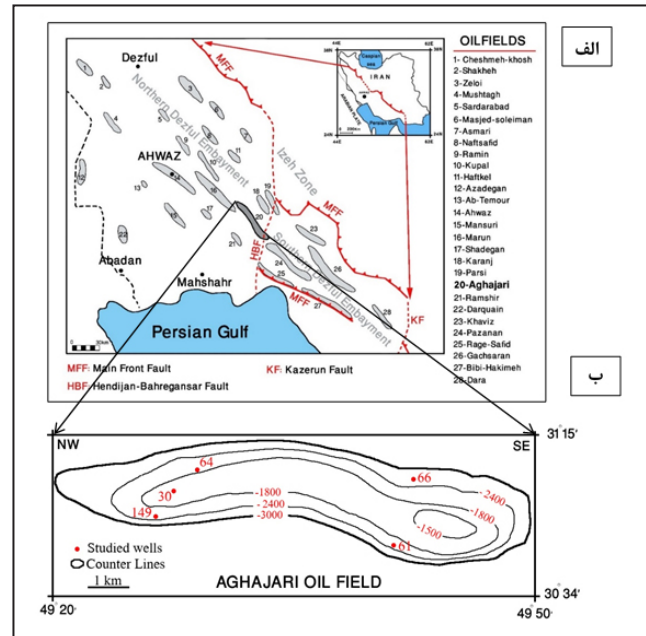 الف
OILFIELDS
1- Cheshmeh-khosh
2-Shakheh
3-Zeloi
4-Mushtagh
5-Sardarabad
6-Masjed-soleiman
7-Asmari
8-Naftsafid
9-Ramin
10-Kupal
11-Haftkel
12-Azadegan
13-Ab-Temour
14-Ahwaz
15-Mansuri
16-Marun
17-Shadegan
18-Karanj
19-Parsi
20-Aghajari
21-Ramshir
22-Darquain
23-Khaviz
24-Pazanan
25-Rage-Safid
26-Gachsaran
27-Bibi-Hakimeh
28-Dara
Dezful
MFF
Northern Dezful Embayment
AHWAZ
Izeh Zone
Abadan
Mahshahr
HBF
MFF
Southern Dezful Embayment
MFF
KF
Persian Gulf
Caspian sea
IRAN
ARABIAN PLATE
Persian Gulf
MFF: Main Front Fault
KF: Kazerun Fault
HBF: Hendijan-Bahregansar Fault
ب
NW
SE
31 15
64
66
30
149
61
-1800
-2400
-3000
-2400
-1800
-1500
Studied wells
Counter Lines
1 km
AGHAJARI OIL FIELD
30 34
49 20
49 50